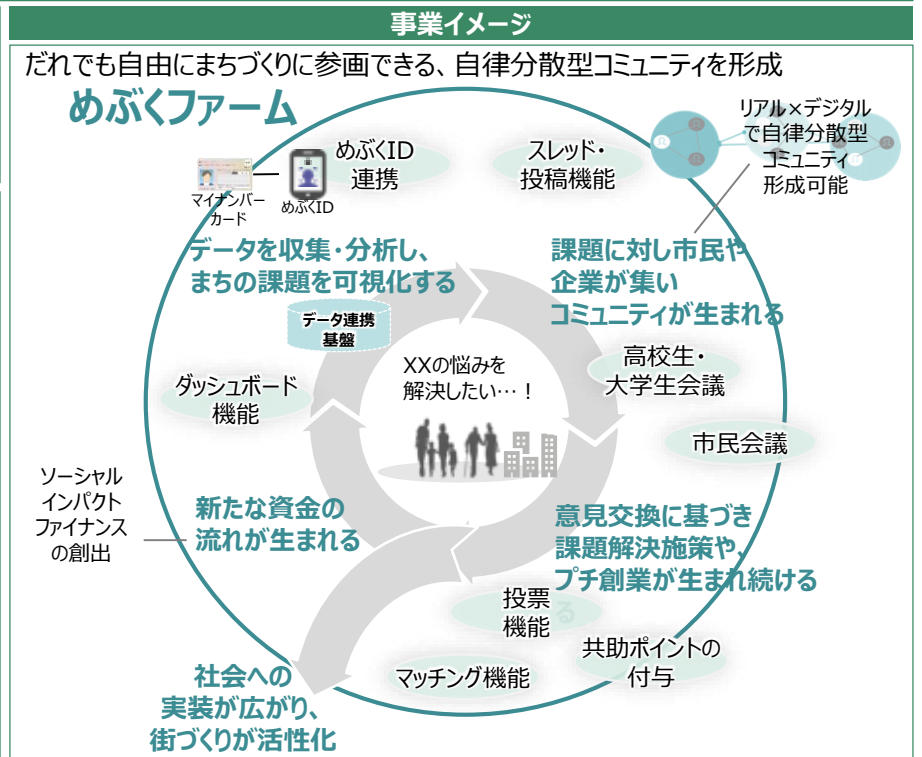 事業イメージ
だれでも自由にまちづくりに参画できる、自律分散型コミュニティを形成
めぶくファーム
マイナンバー
カード
めぶくID
めぶくID
連携
スレッド・
投稿機能
リアル×デジタル
で自律分散型
コミュニティ
形成可能
データを収集・分析し、
まちの課題を可視化する
データ連携
基盤
課題に対し市民や
企業が集い
コミュニティが生まれる
XXの悩みを
解決したい…！
高校生・
大学生会議
市民会議
ダッシュボード
機能
ソーシャル
インパクト
ファイナンス
の創出
新たな資金の
流れが生まれる
意見交換に基づき
課題解決施策や、
プチ創業が生まれ続ける
投票
機能
る
共助ポイントの
付与
マッチング機能
社会への
実装が広がり、
街づくりが活性化